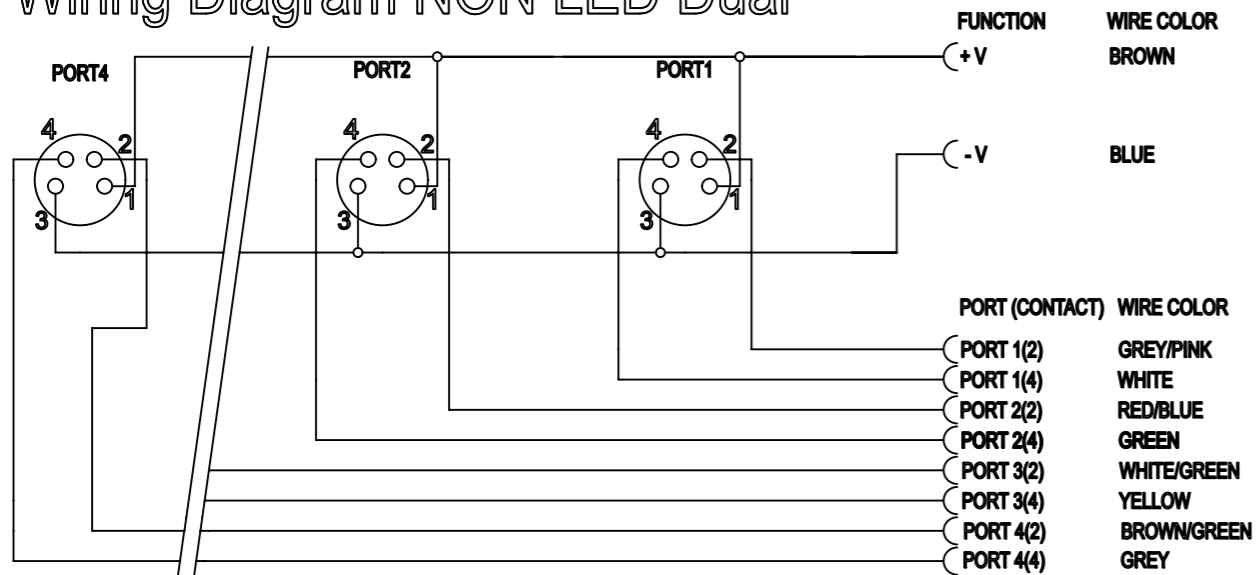 Wiring Diagram NON LED Dual
FUNCTION WIRE COLOR
+ V BROWN
PORT4 PORT2 PORT1
4 2 4 2 4 2
- V BLUE
3 1 3 1 3 1
PORT (CONTACT) WIRE COLOR
PORT 1(2) GREY/PINK
PORT 1(4) WHITE
PORT 2(2) RED/BLUE
PORT 2(4) GREEN
PORT 3(2) WHITE/GREEN
PORT 3(4) YELLOW
PORT 4(2) BROWN/GREEN
PORT 4(4) GREY